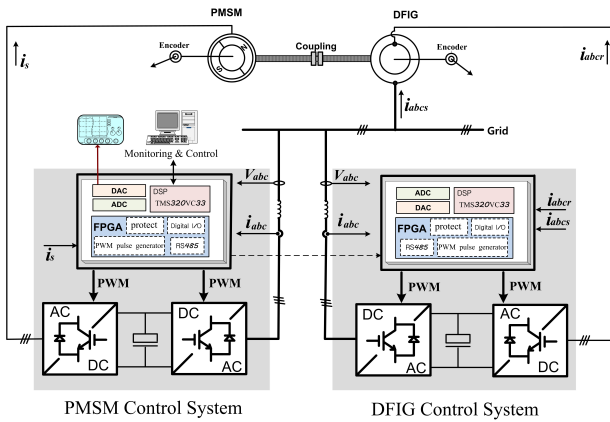 PMSM
DFIG
i_s
Encoder
Coupling
Encoder
i_abcr
i_abcs
Grid
S
N
Monitoring & Control
V_abc
V_abc
DAC
ADC
DSP
TMS320VC33
FPGA
protect
Digital I/O
PWM pulse generator
RS485
i_abc
i_abc
i_s
ADC
DAC
DSP
TMS320VC33
FPGA
protect
Digital I/O
RS485
PWM pulse generator
i_abcr
i_abcs
PWM
PWM
PWM
PWM
AC
DC
DC
AC
DC
AC
AC
DC
PMSM Control System
DFIG Control System